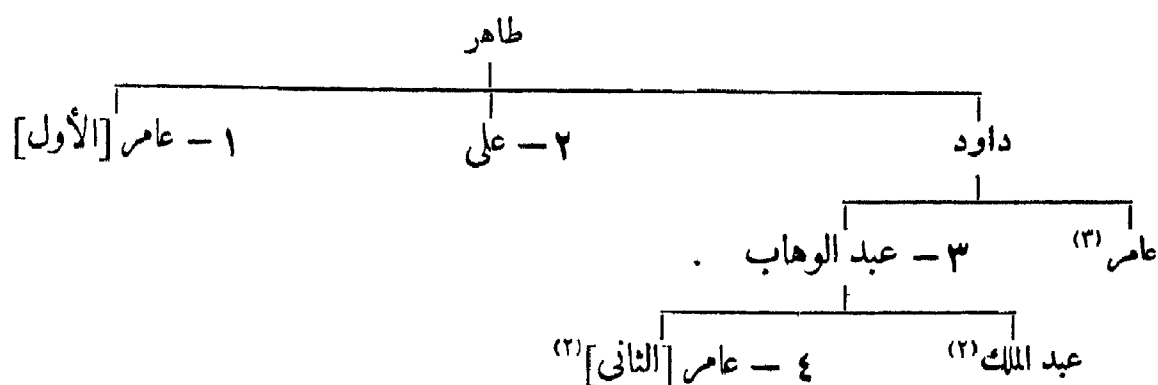 طاهر
داود ٢ – على ١ – عامر [الأول]
عامر (٣) ٣ – عبد الوهاب .
عبد الملك (٢) ٤ – عامر [الثانى] (٢)